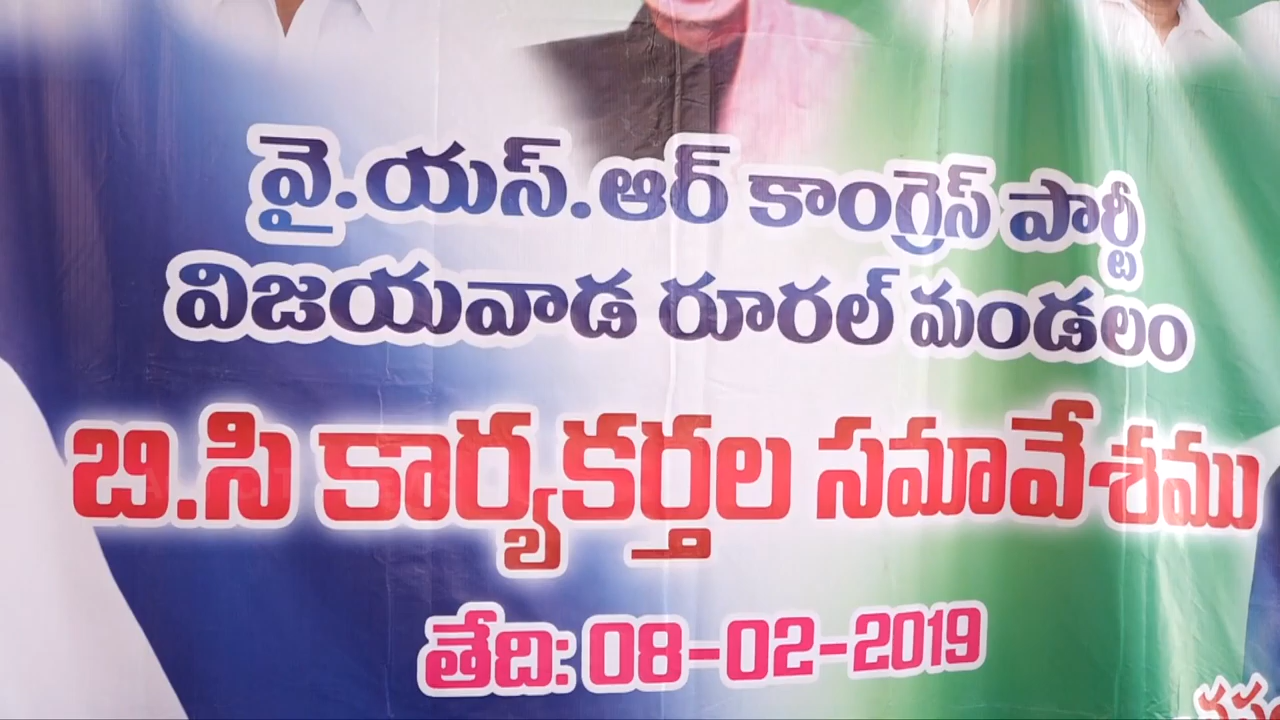 వై.యస్.ఆర్ కాంగ్రెస్ పార్టీ
విజయవాడ రూరల్ మండలం
బి.సి కార్యకర్తల సమావేశము
తేది: 08-02-2019